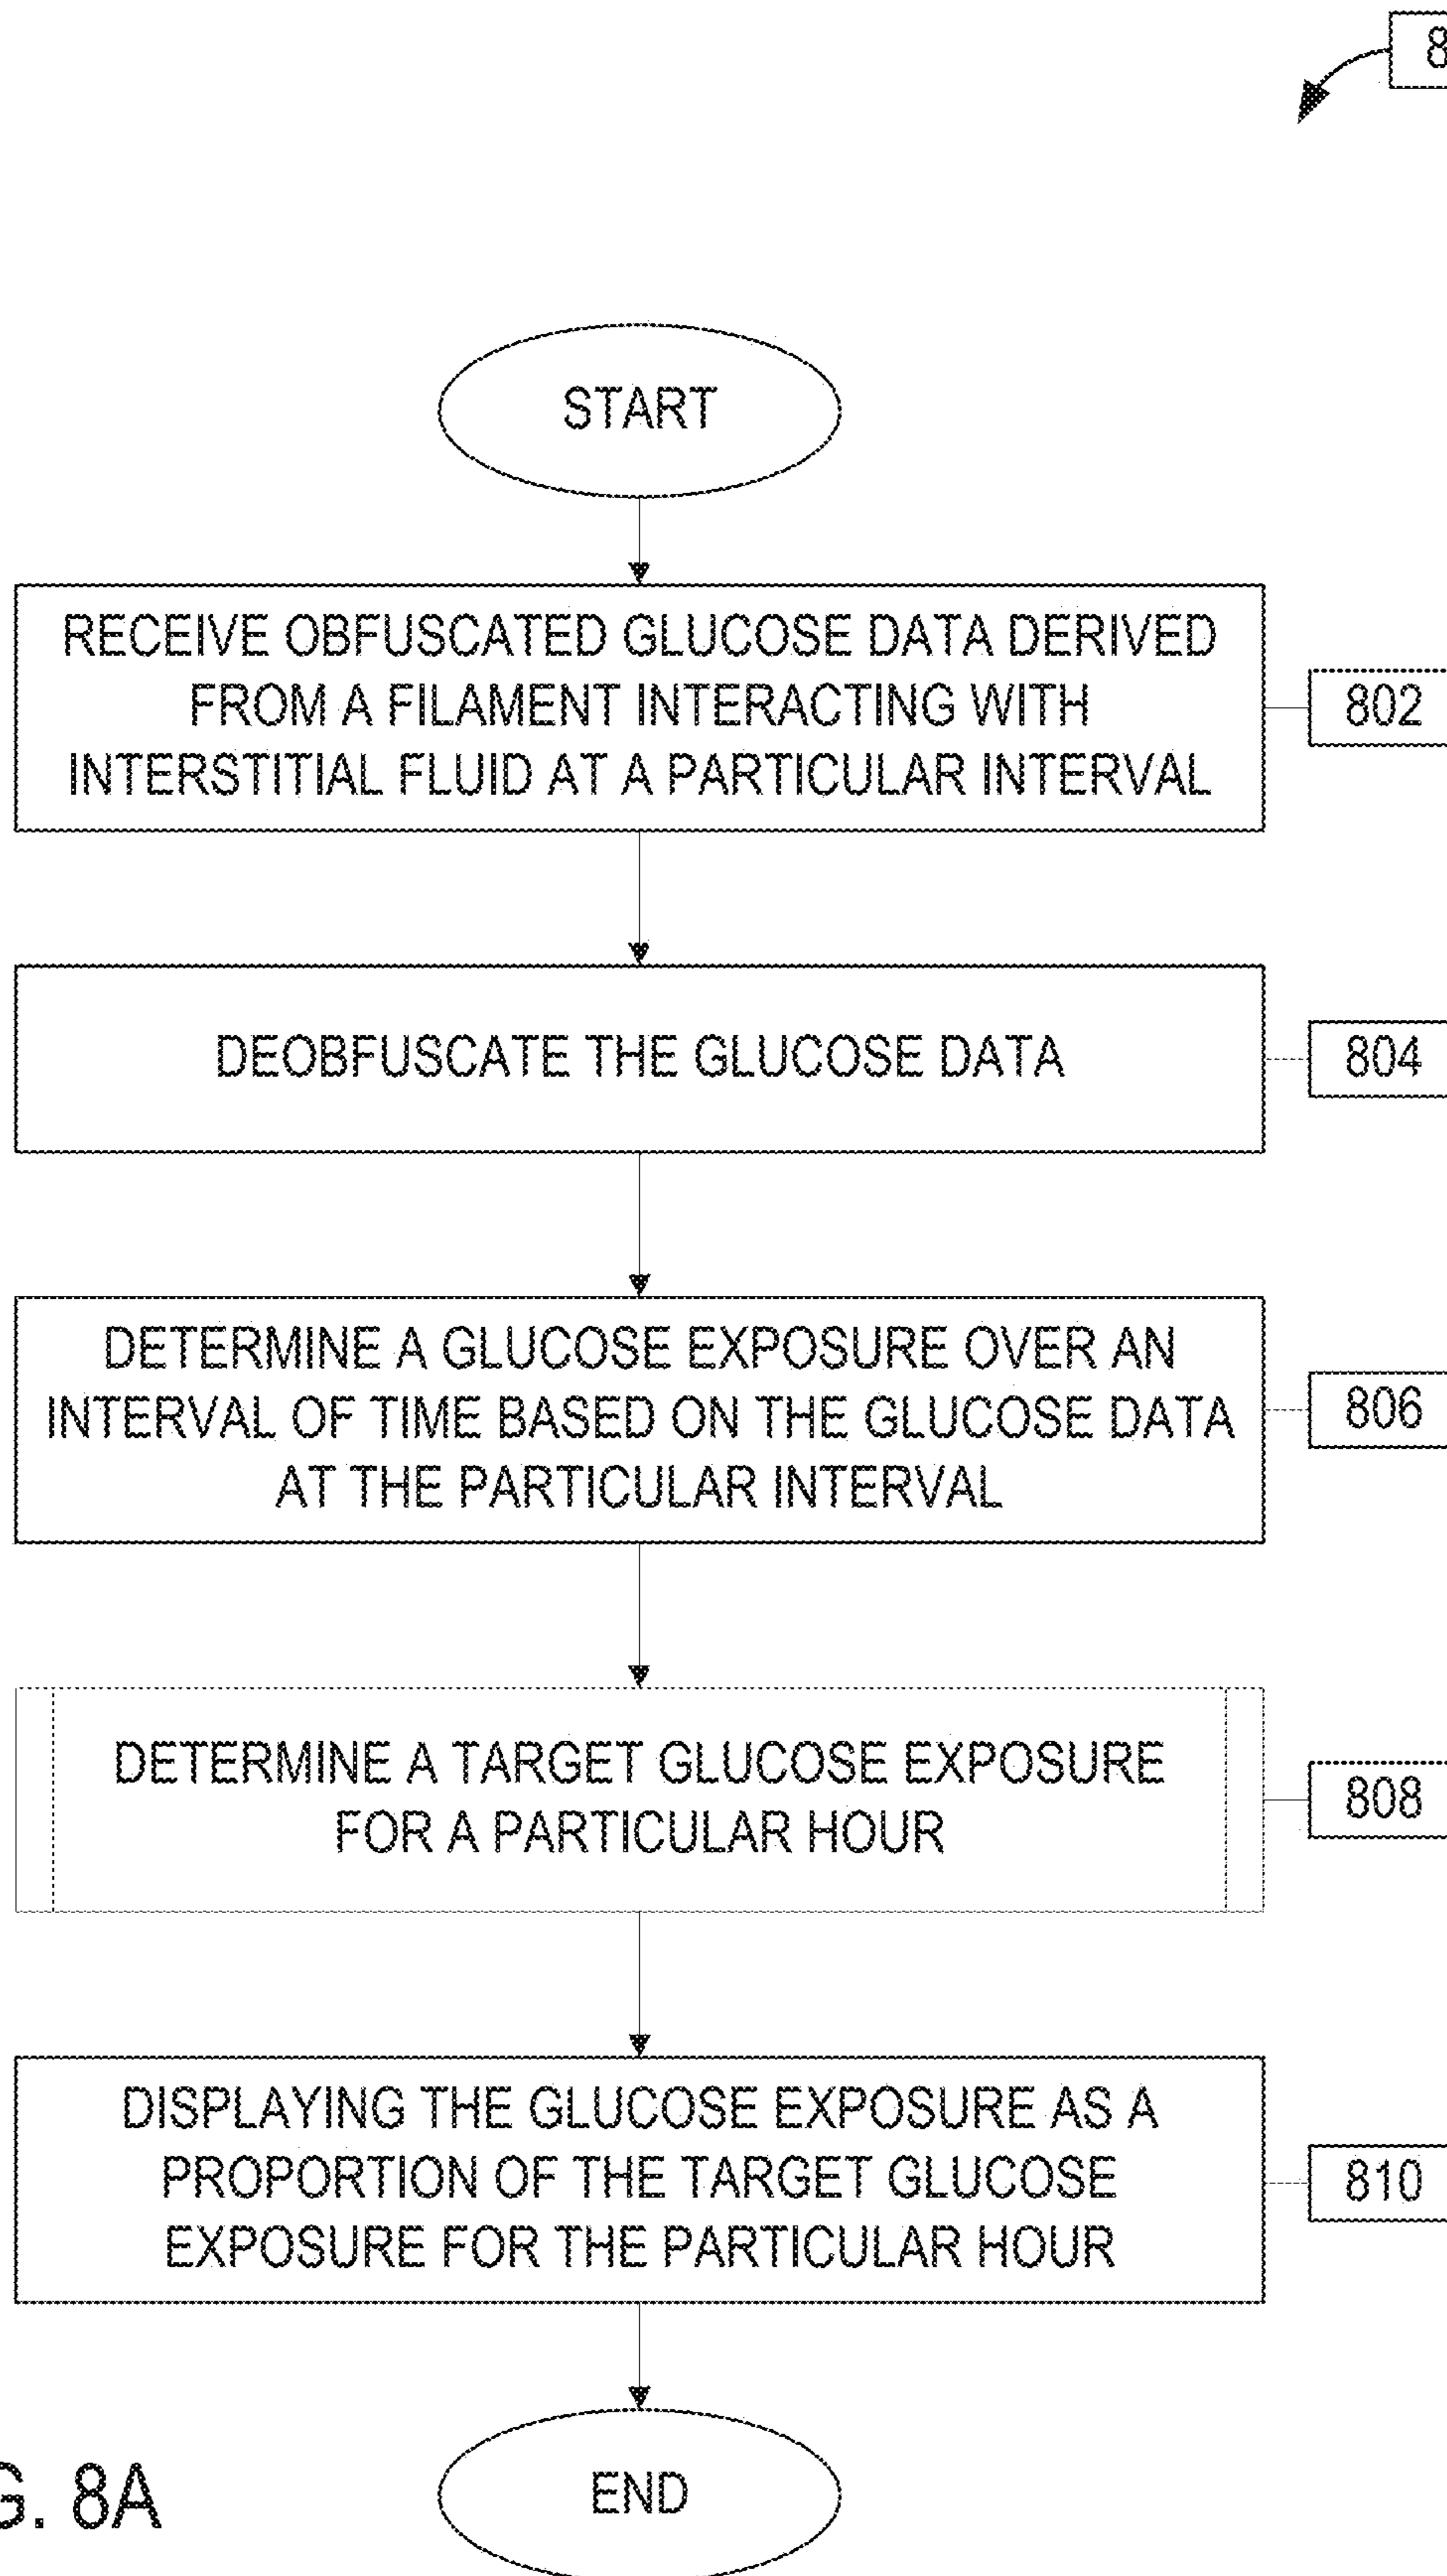 8
START
RECEIVE OBFUSCATED GLUCOSE DATA DERIVED
FROM A FILAMENT INTERACTING WITH
INTERSTITIAL FLUID AT A PARTICULAR INTERVAL
802
DEOBFUSCATE THE GLUCOSE DATA
804
DETERMINE A GLUCOSE EXPOSURE OVER AN
INTERVAL OF TIME BASED ON THE GLUCOSE DATA
AT THE PARTICULAR INTERVAL
806
DETERMINE A TARGET GLUCOSE EXPOSURE
FOR A PARTICULAR HOUR
808
DISPLAYING THE GLUCOSE EXPOSURE AS A
PROPORTION OF THE TARGET GLUCOSE
EXPOSURE FOR THE PARTICULAR HOUR
810
END
G. 8A